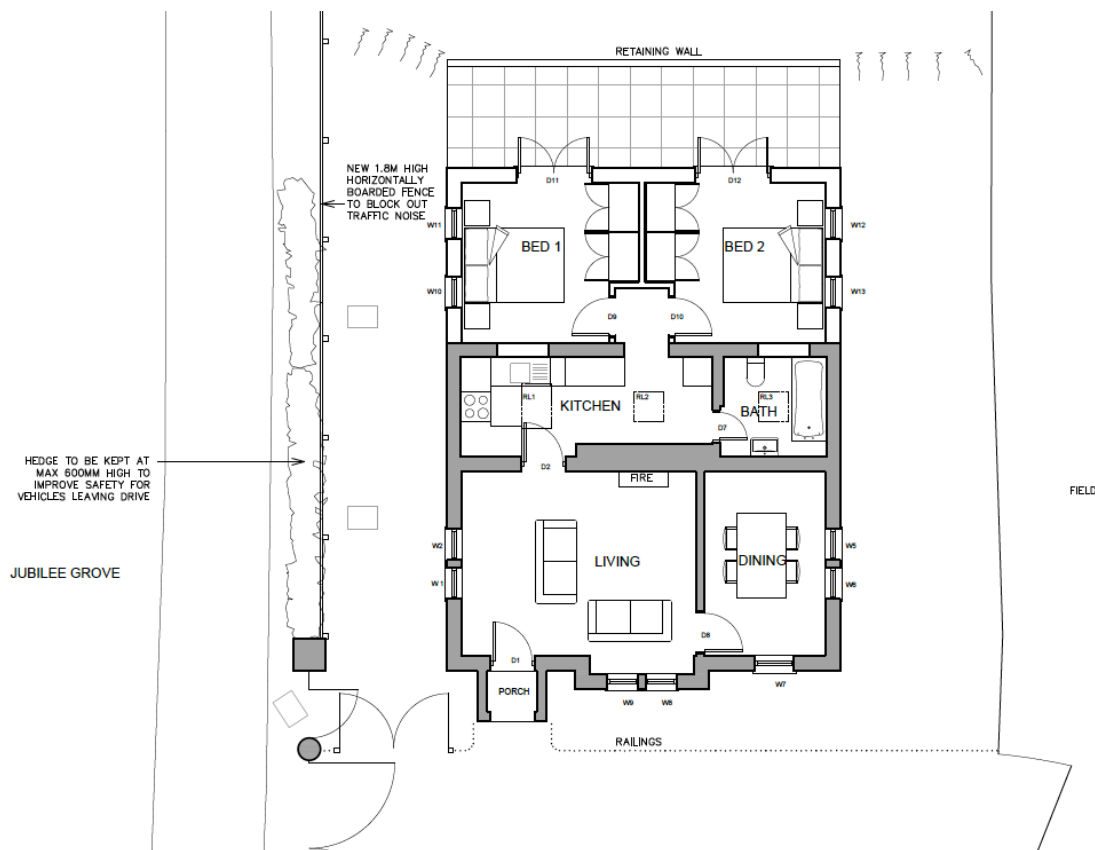 RETAINING WALL
NEW 1.8M HIGH
HORIZONTALLY
BOARDED FENCE
TO BLOCK OUT
TRAFFIC NOISE
D11
D12
W11
BED 1
BED 2
W12
W10
W13
D9
D10
RL1
KITCHEN
RL2
RL3
BATH
D7
HEDGE TO BE KEPT AT
MAX 600MM HIGH TO
IMPROVE SAFETY FOR
VEHICLES LEAVING DRIVE
D2
FIRE
FIELD
W2
W5
LIVING
DINING
JUBILEE GROVE
W1
W6
D8
D1
PORCH
W7
W9
W8
RAILINGS